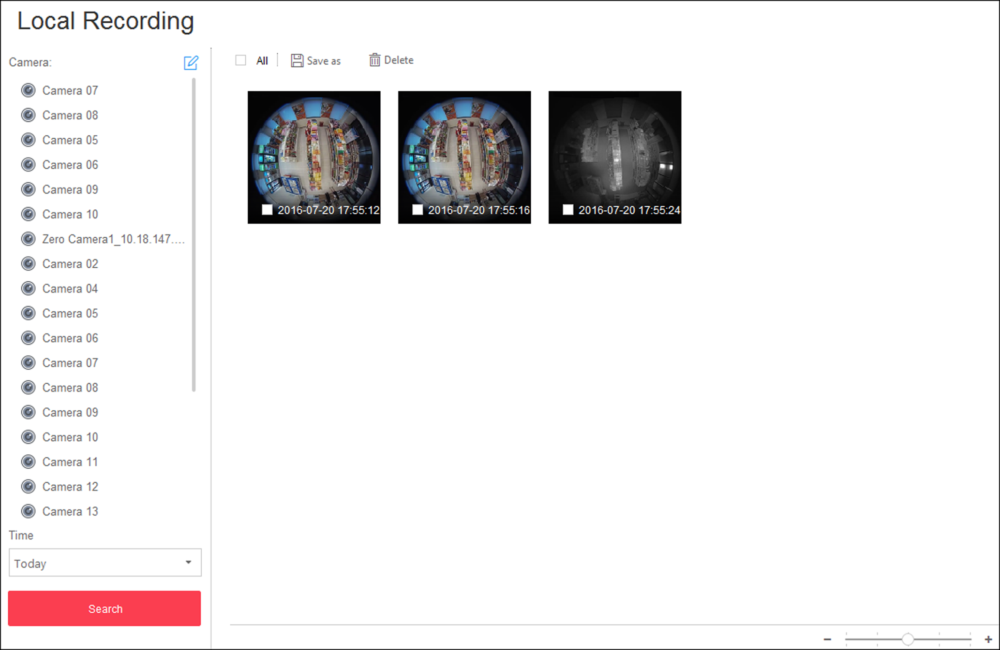 Local Recording
Camera:
Camera 07
Camera 08
Camera 05
Camera 06
Camera 09
Camera 10
Zero Camera1_10.18.147....
Camera 02
Camera 04
Camera 05
Camera 06
Camera 07
Camera 08
Camera 09
Camera 10
Camera 11
Camera 12
Camera 13
Time
Today
Search
All
Save as
Delete
2016-07-20 17:55:12
2016-07-20 17:55:16
2016-07-20 17:55:24